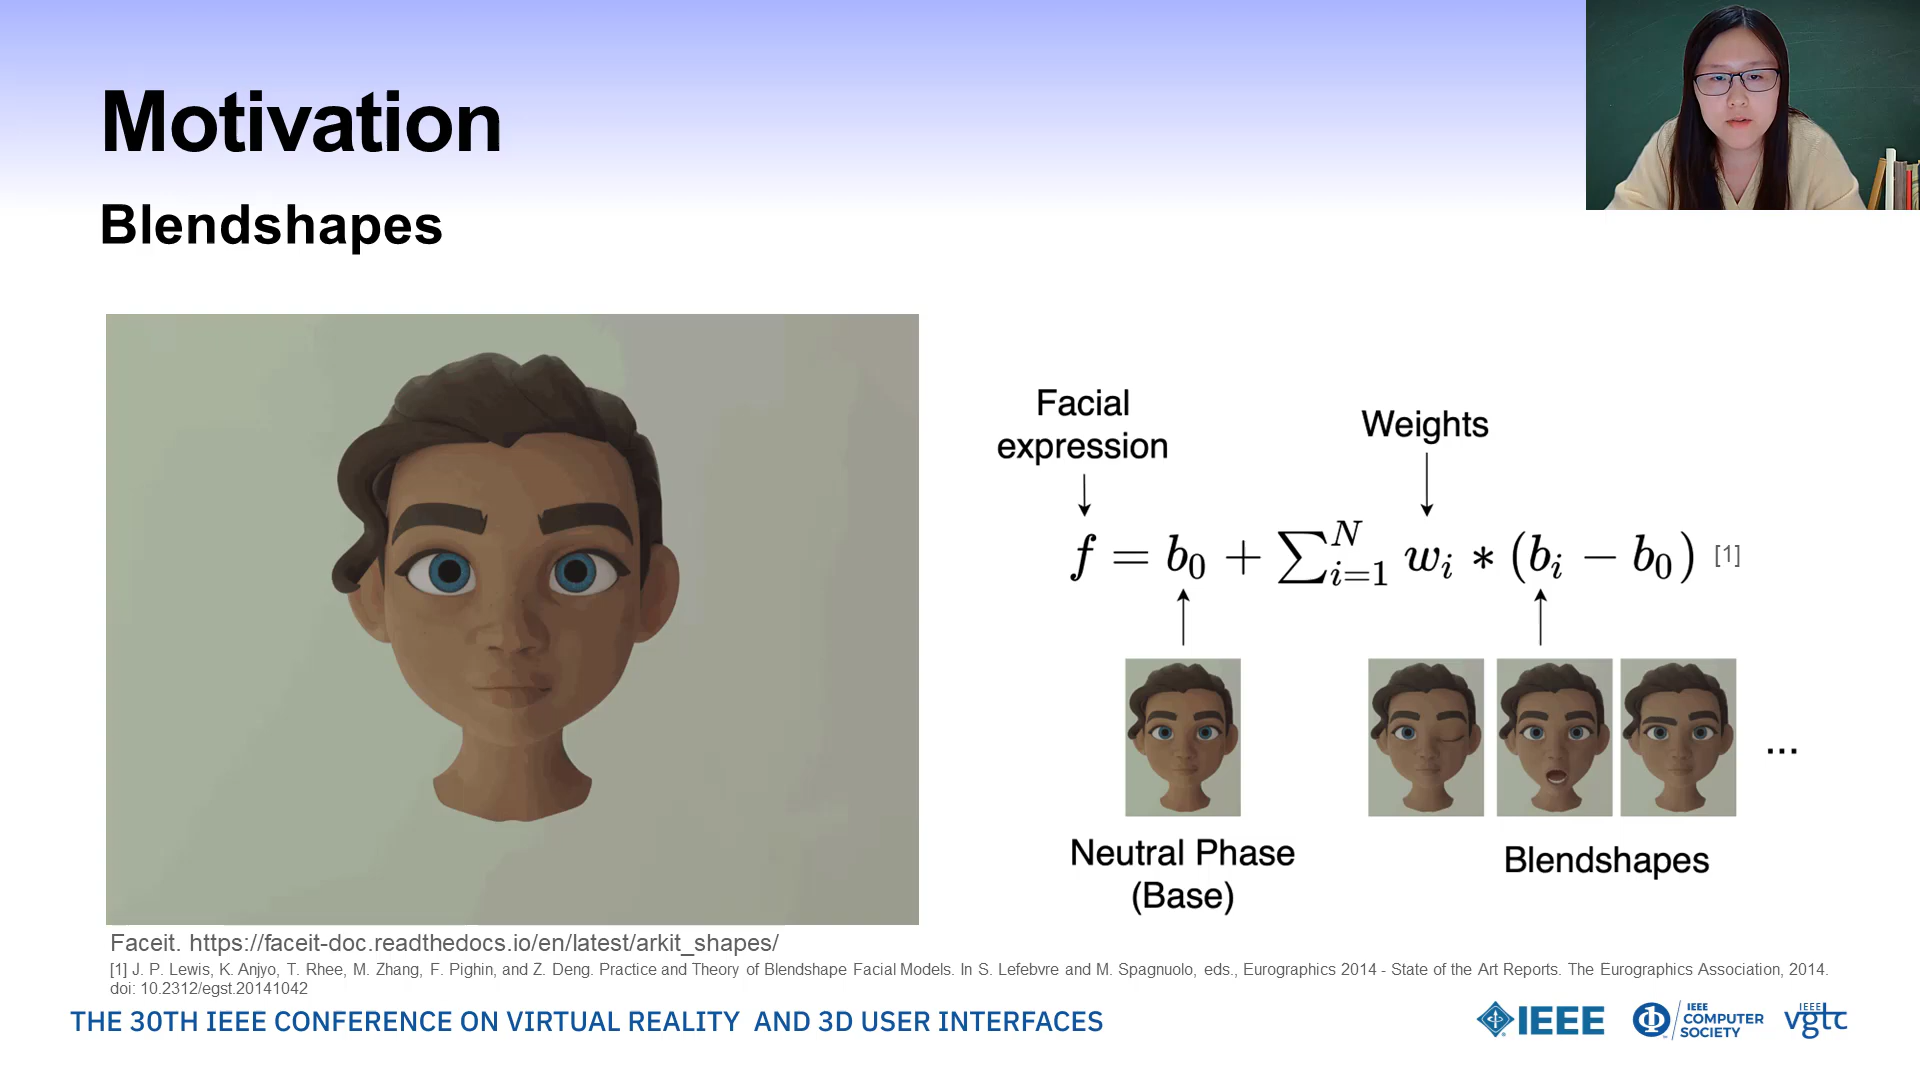 Motivation
Blendshapes
Facial
expression
Weights
f = b₀ + ∑ᵢ₌₁ᴺ wᵢ * (bᵢ − b₀) [1]
Neutral Phase
(Base)
Blendshapes
...
Faceit. https://faceit-doc.readthedocs.io/en/latest/arkit_shapes/
[1] J. P. Lewis, K. Anjyo, T. Rhee, M. Zhang, F. Pighin, and Z. Deng. Practice and Theory of Blendshape Facial Models. In S. Lefebvre and M. Spagnuolo, eds., Eurographics 2014 - State of the Art Reports. The Eurographics Association, 2014.
doi: 10.2312/egst.20141042
THE 30TH IEEE CONFERENCE ON VIRTUAL REALITY AND 3D USER INTERFACES
IEEE
IEEE
COMPUTER
SOCIETY
IEEE
vgtc